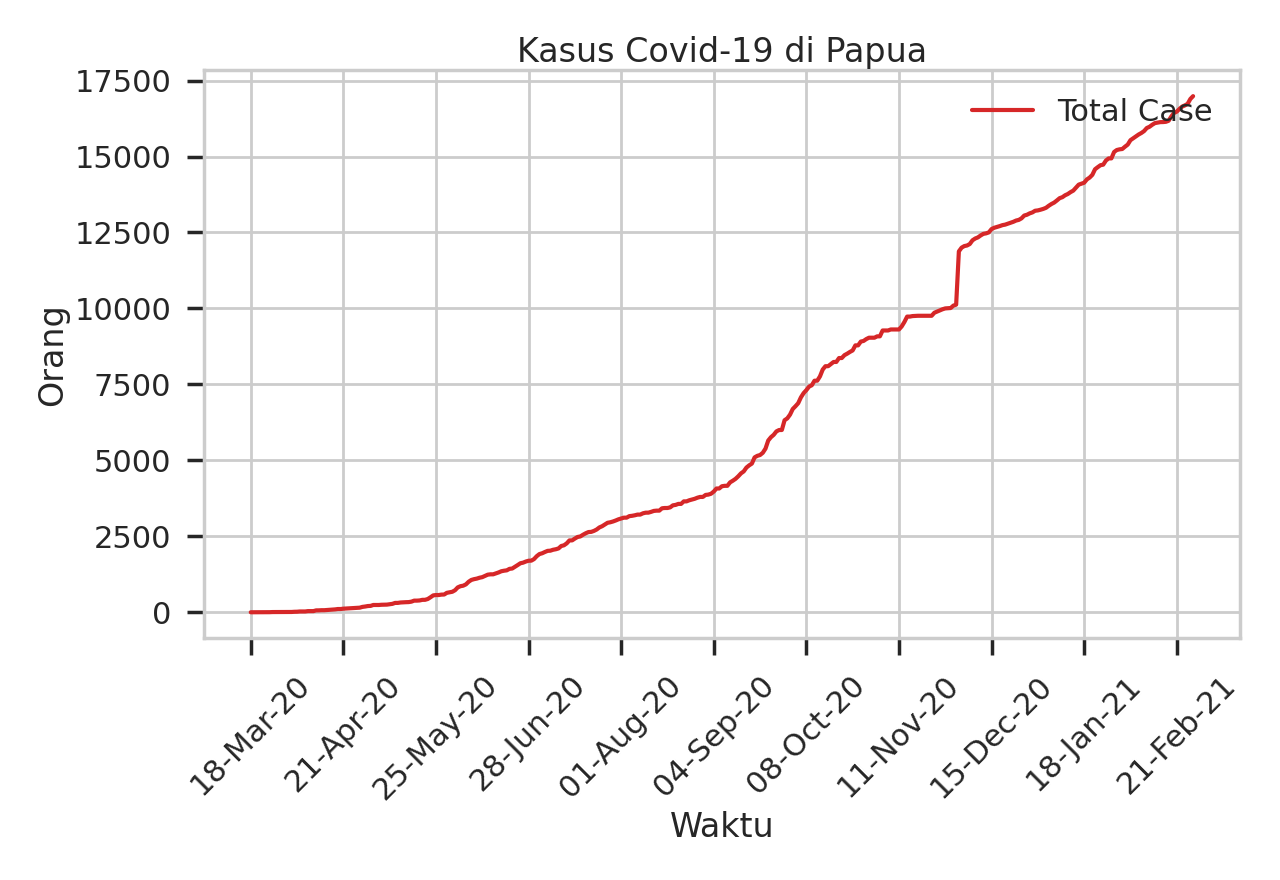 Kasus Covid-19 di Papua
Total Case
Orang
17500
15000
12500
10000
7500
5000
2500
0
18-Mar-20
21-Apr-20
25-May-20
28-Jun-20
01-Aug-20
04-Sep-20
08-Oct-20
11-Nov-20
15-Dec-20
18-Jan-21
21-Feb-21
Waktu